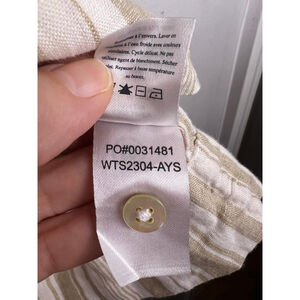 à l'envers. Laver en
à l'eau froide avec couleurs
similaires. Cycle délicat. Ne pas
utiliser agent de blanchiment. Sécher
à plat. Repasser à basse température
au besoin.
PO#0031481
WTS2304-AYS